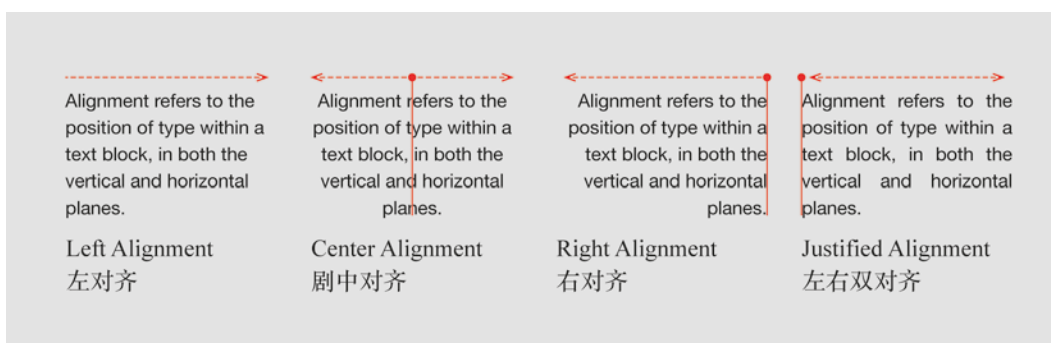 Alignment refers to the
position of type within a
text block, in both the
vertical and horizontal
planes.
Left Alignment
左对齐
Alignment refers to the
position of type within a
text block, in both the
vertical and horizontal
planes.
Center Alignment
剧中对齐
Alignment refers to the
position of type within a
text block, in both the
vertical and horizontal
planes.
Right Alignment
右对齐
Alignment refers to the
position of type within a
text block, in both the
vertical and horizontal
planes.
Justified Alignment
左右双对齐